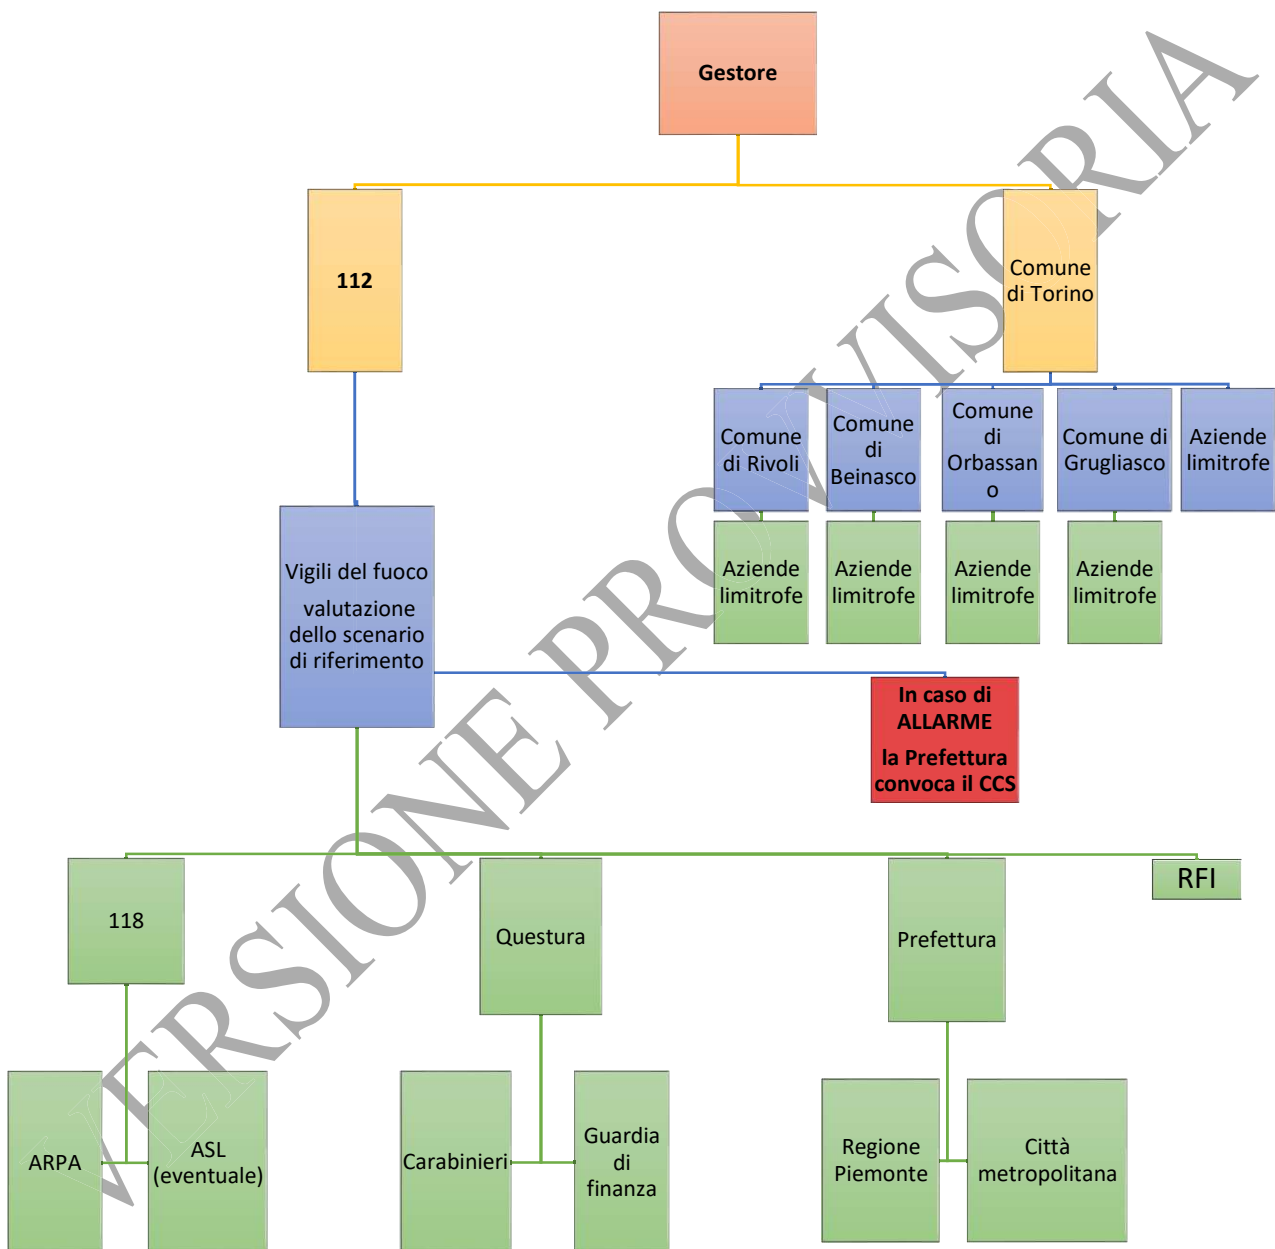 Gestore
112
Comune
di Torino
Comune
di Rivoli
Comune
di
Beinasco
Comune
di
Orbassan
o
Comune di
Grugliasco
Aziende
limitrofe
Aziende
limitrofe
Aziende
limitrofe
Aziende
limitrofe
Aziende
limitrofe
Vigili del fuoco
valutazione
dello scenario
di riferimento
In caso di
ALLARME
la Prefettura
convoca il CCS
118
Questura
Prefettura
RFI
ARPA
ASL
(eventuale)
Carabinieri
Guardia
di
finanza
Regione
Piemonte
Città
metropolitana
VERSIONE PROVVISORIA